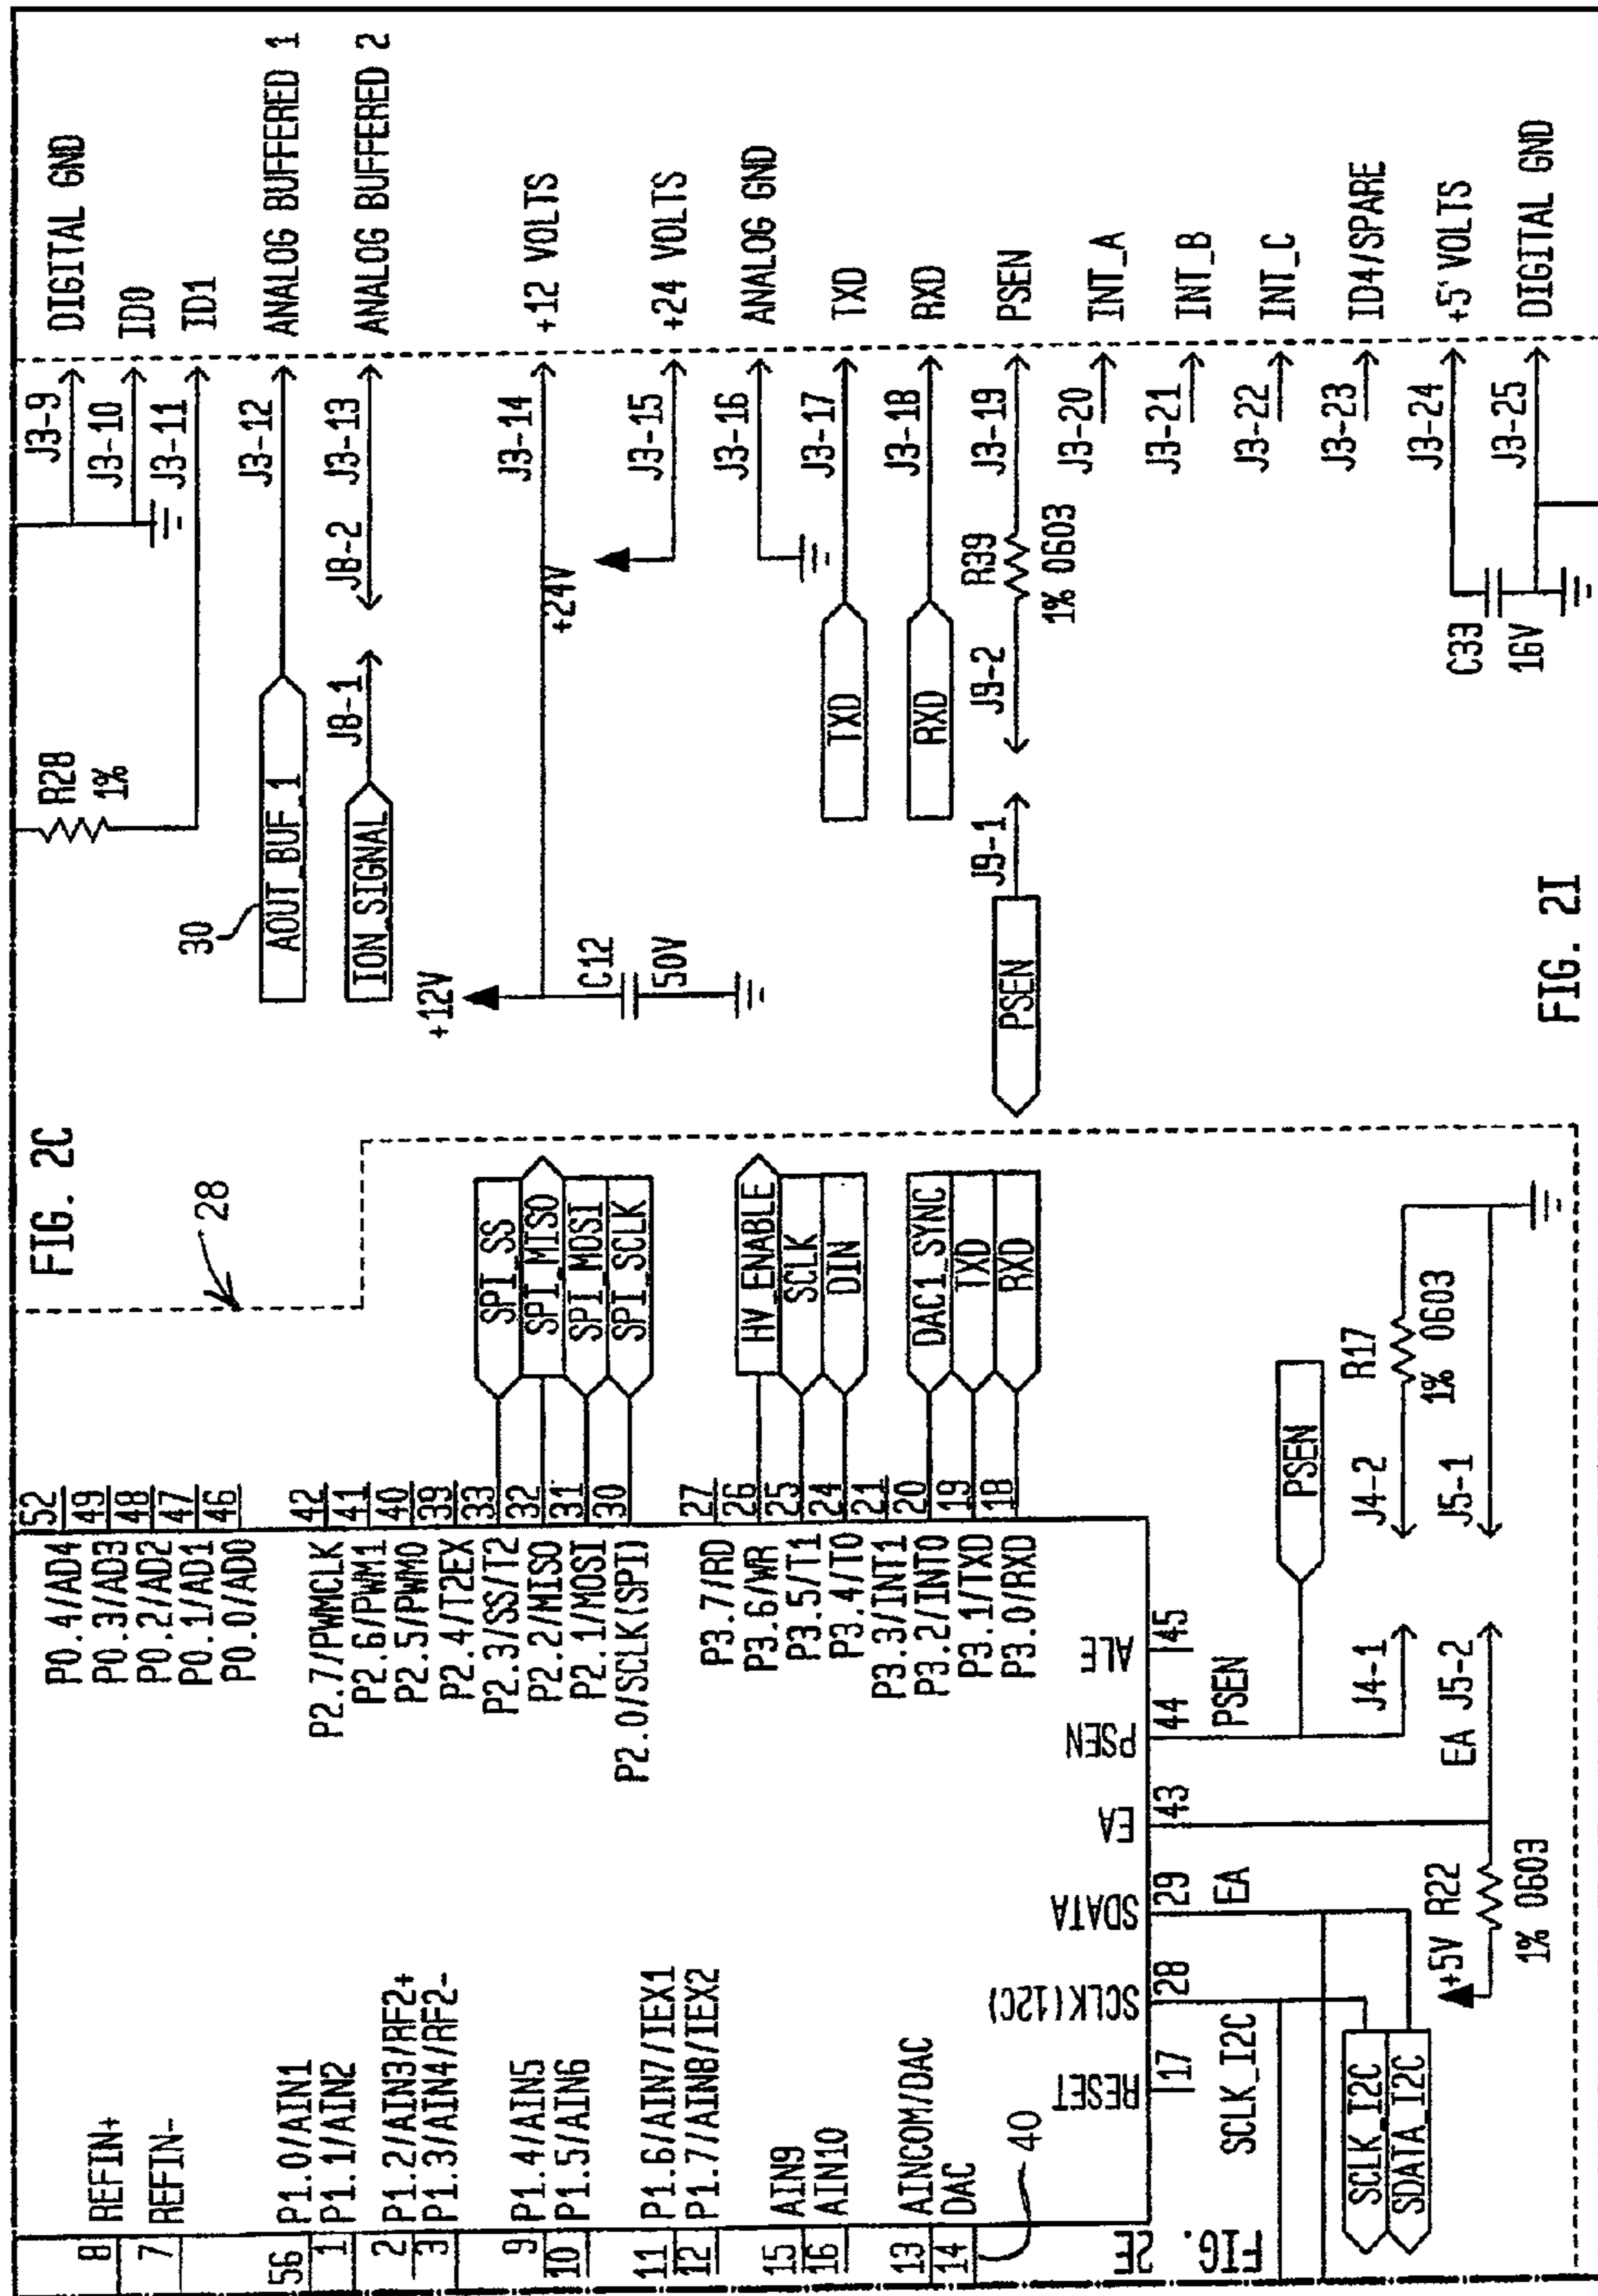 FIG. 2C
28
8
REFIN+
7
REFIN-
56
P1.0/AIN1
1
P1.1/AIN2
2
P1.2/AIN3/RF2+
3
P1.3/AIN4/RF2-
9
P1.4/AIN5
10
P1.5/AIN6
11
P1.6/AIN7/IEX1
12
P1.7/AIN8/IEX2
15
AIN9
16
AIN10
13
AINCOM/DAC
14
DAC
40
P0.4/AD4
52
P0.3/AD3
49
P0.2/AD2
48
P0.1/AD1
47
P0.0/AD0
46
P2.7/PWMCLK
42
P2.6/PWM1
41
P2.5/PWM0
40
P2.4/T2EX
39
P2.3/SS/T2
33
SPI_SS
P2.2/MISO
32
SPI_MISO
P2.1/MOSI
31
SPI_MOSI
P2.0/SCLK(SPI)
30
SPI_SCLK
P3.7/RD
27
P3.6/WR
26
HV_ENABLE
P3.5/T1
25
SCLK
P3.4/T0
24
DIN
P3.3/INT1
21
P3.2/INT0
20
DAC1_SYNC
P3.1/TXD
19
TXD
P3.0/RXD
18
RXD
RESET
17
SCLK(I2C)
28
SDATA
29
EA
43
PSEN
44
ALE
45
FIG. 2F
SCLK_I2C
EA
PSEN
SCLK_I2C
SDATA_I2C
+5V
R22
1% 0603
PSEN
J4-1
J4-2
R17
1% 0603
EA J5-2
J5-1
R28
1%
J3-9
DIGITAL GND
J3-10
ID0
J3-11
ID1
30
AOUT_BUF_1
J3-12
ANALOG BUFFERED 1
ION_SIGNAL
J8-1
J8-2
J3-13
ANALOG BUFFERED 2
+12V
C12
50V
J3-14
+12 VOLTS
+24V
J3-15
+24 VOLTS
J3-16
ANALOG GND
TXD
J3-17
TXD
RXD
J3-18
RXD
PSEN
J9-1
J9-2
R39
1% 0603
J3-19
PSEN
J3-20
INT_A
J3-21
INT_B
J3-22
INT_C
J3-23
ID4/SPARE
J3-24
+5 VOLTS
C33
16V
J3-25
DIGITAL GND
FIG. 2I